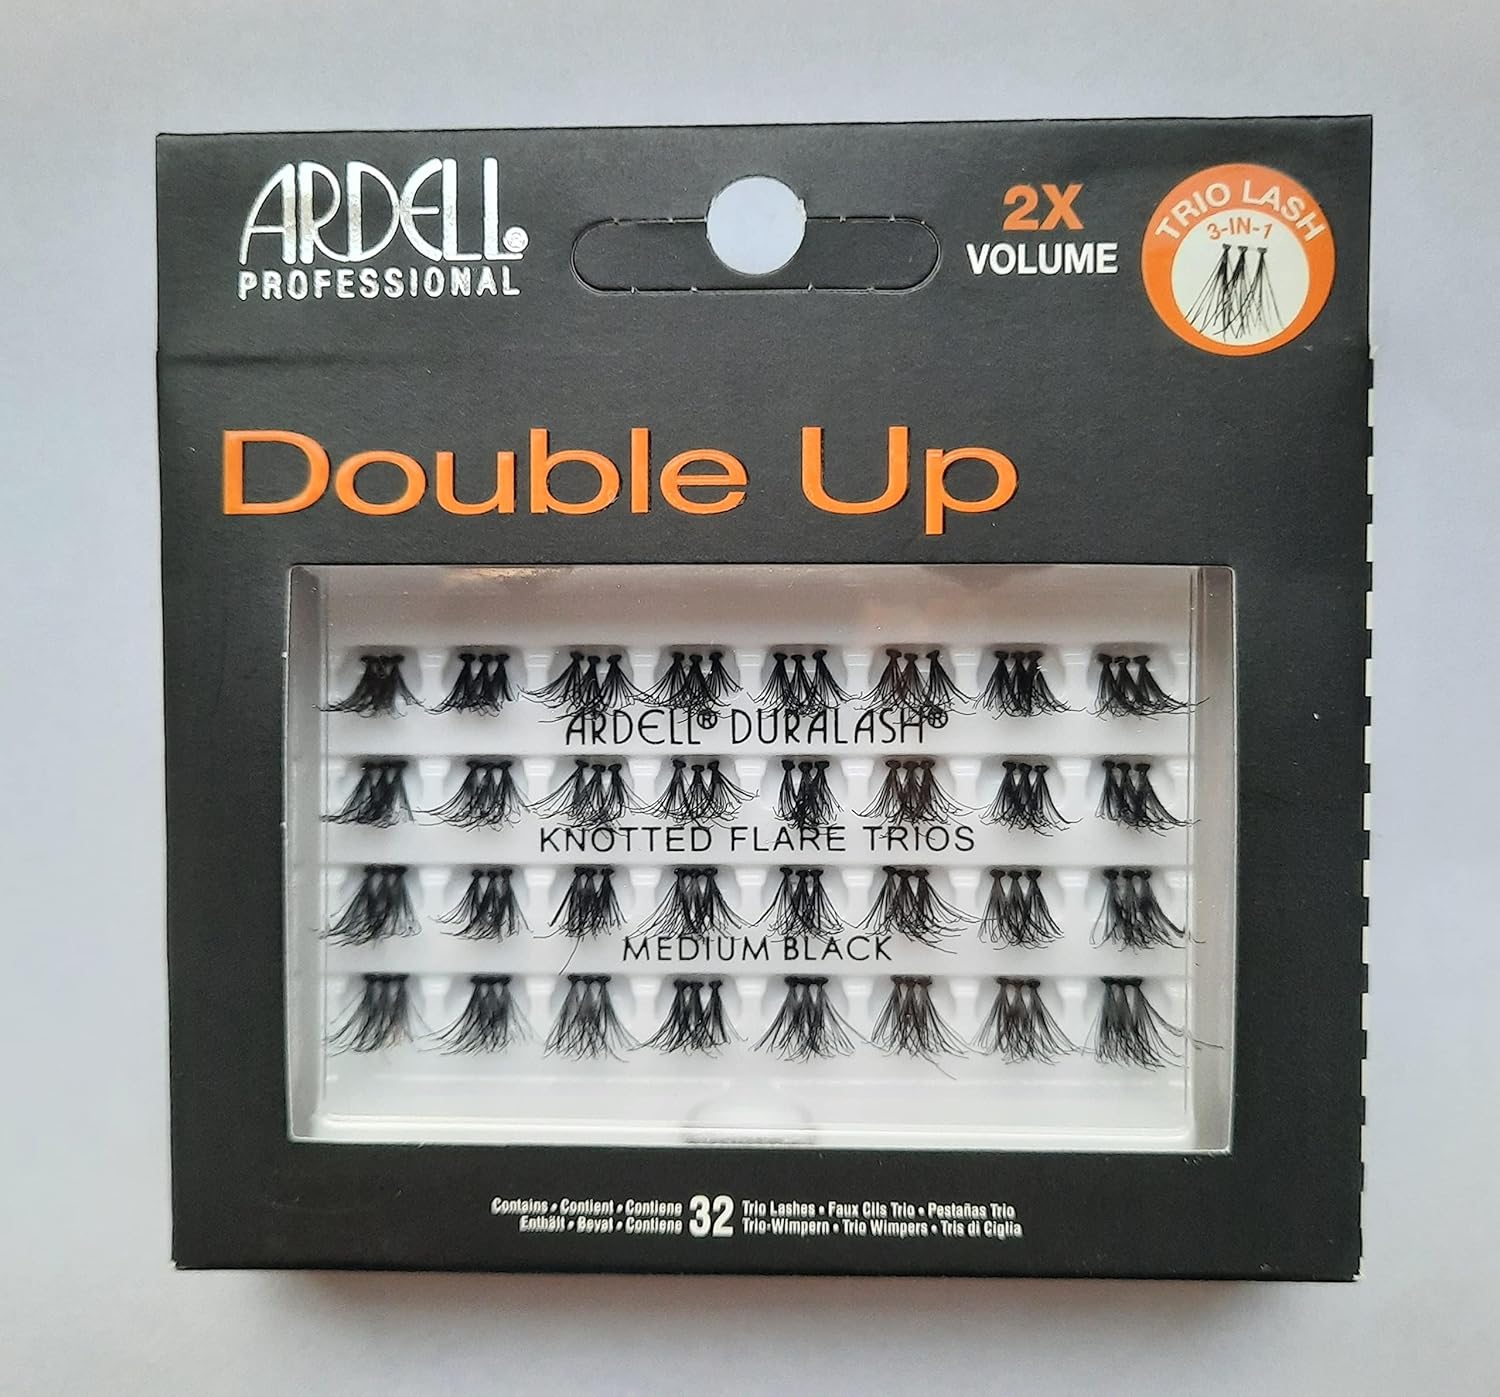 ARDELL®
PROFESSIONAL
2X
VOLUME
TRIO LASH
3-IN-1
Double Up
ARDELL® DURALASH®
KNOTTED FLARE TRIOS
MEDIUM BLACK
Contains • Contient • Contiene 32 Trio Lashes • Faux Cils Trio • Pestañas Trio
Enthält • Bevat • Contiene Trio-Wimpern • Trio Wimpers • Tris di Ciglia